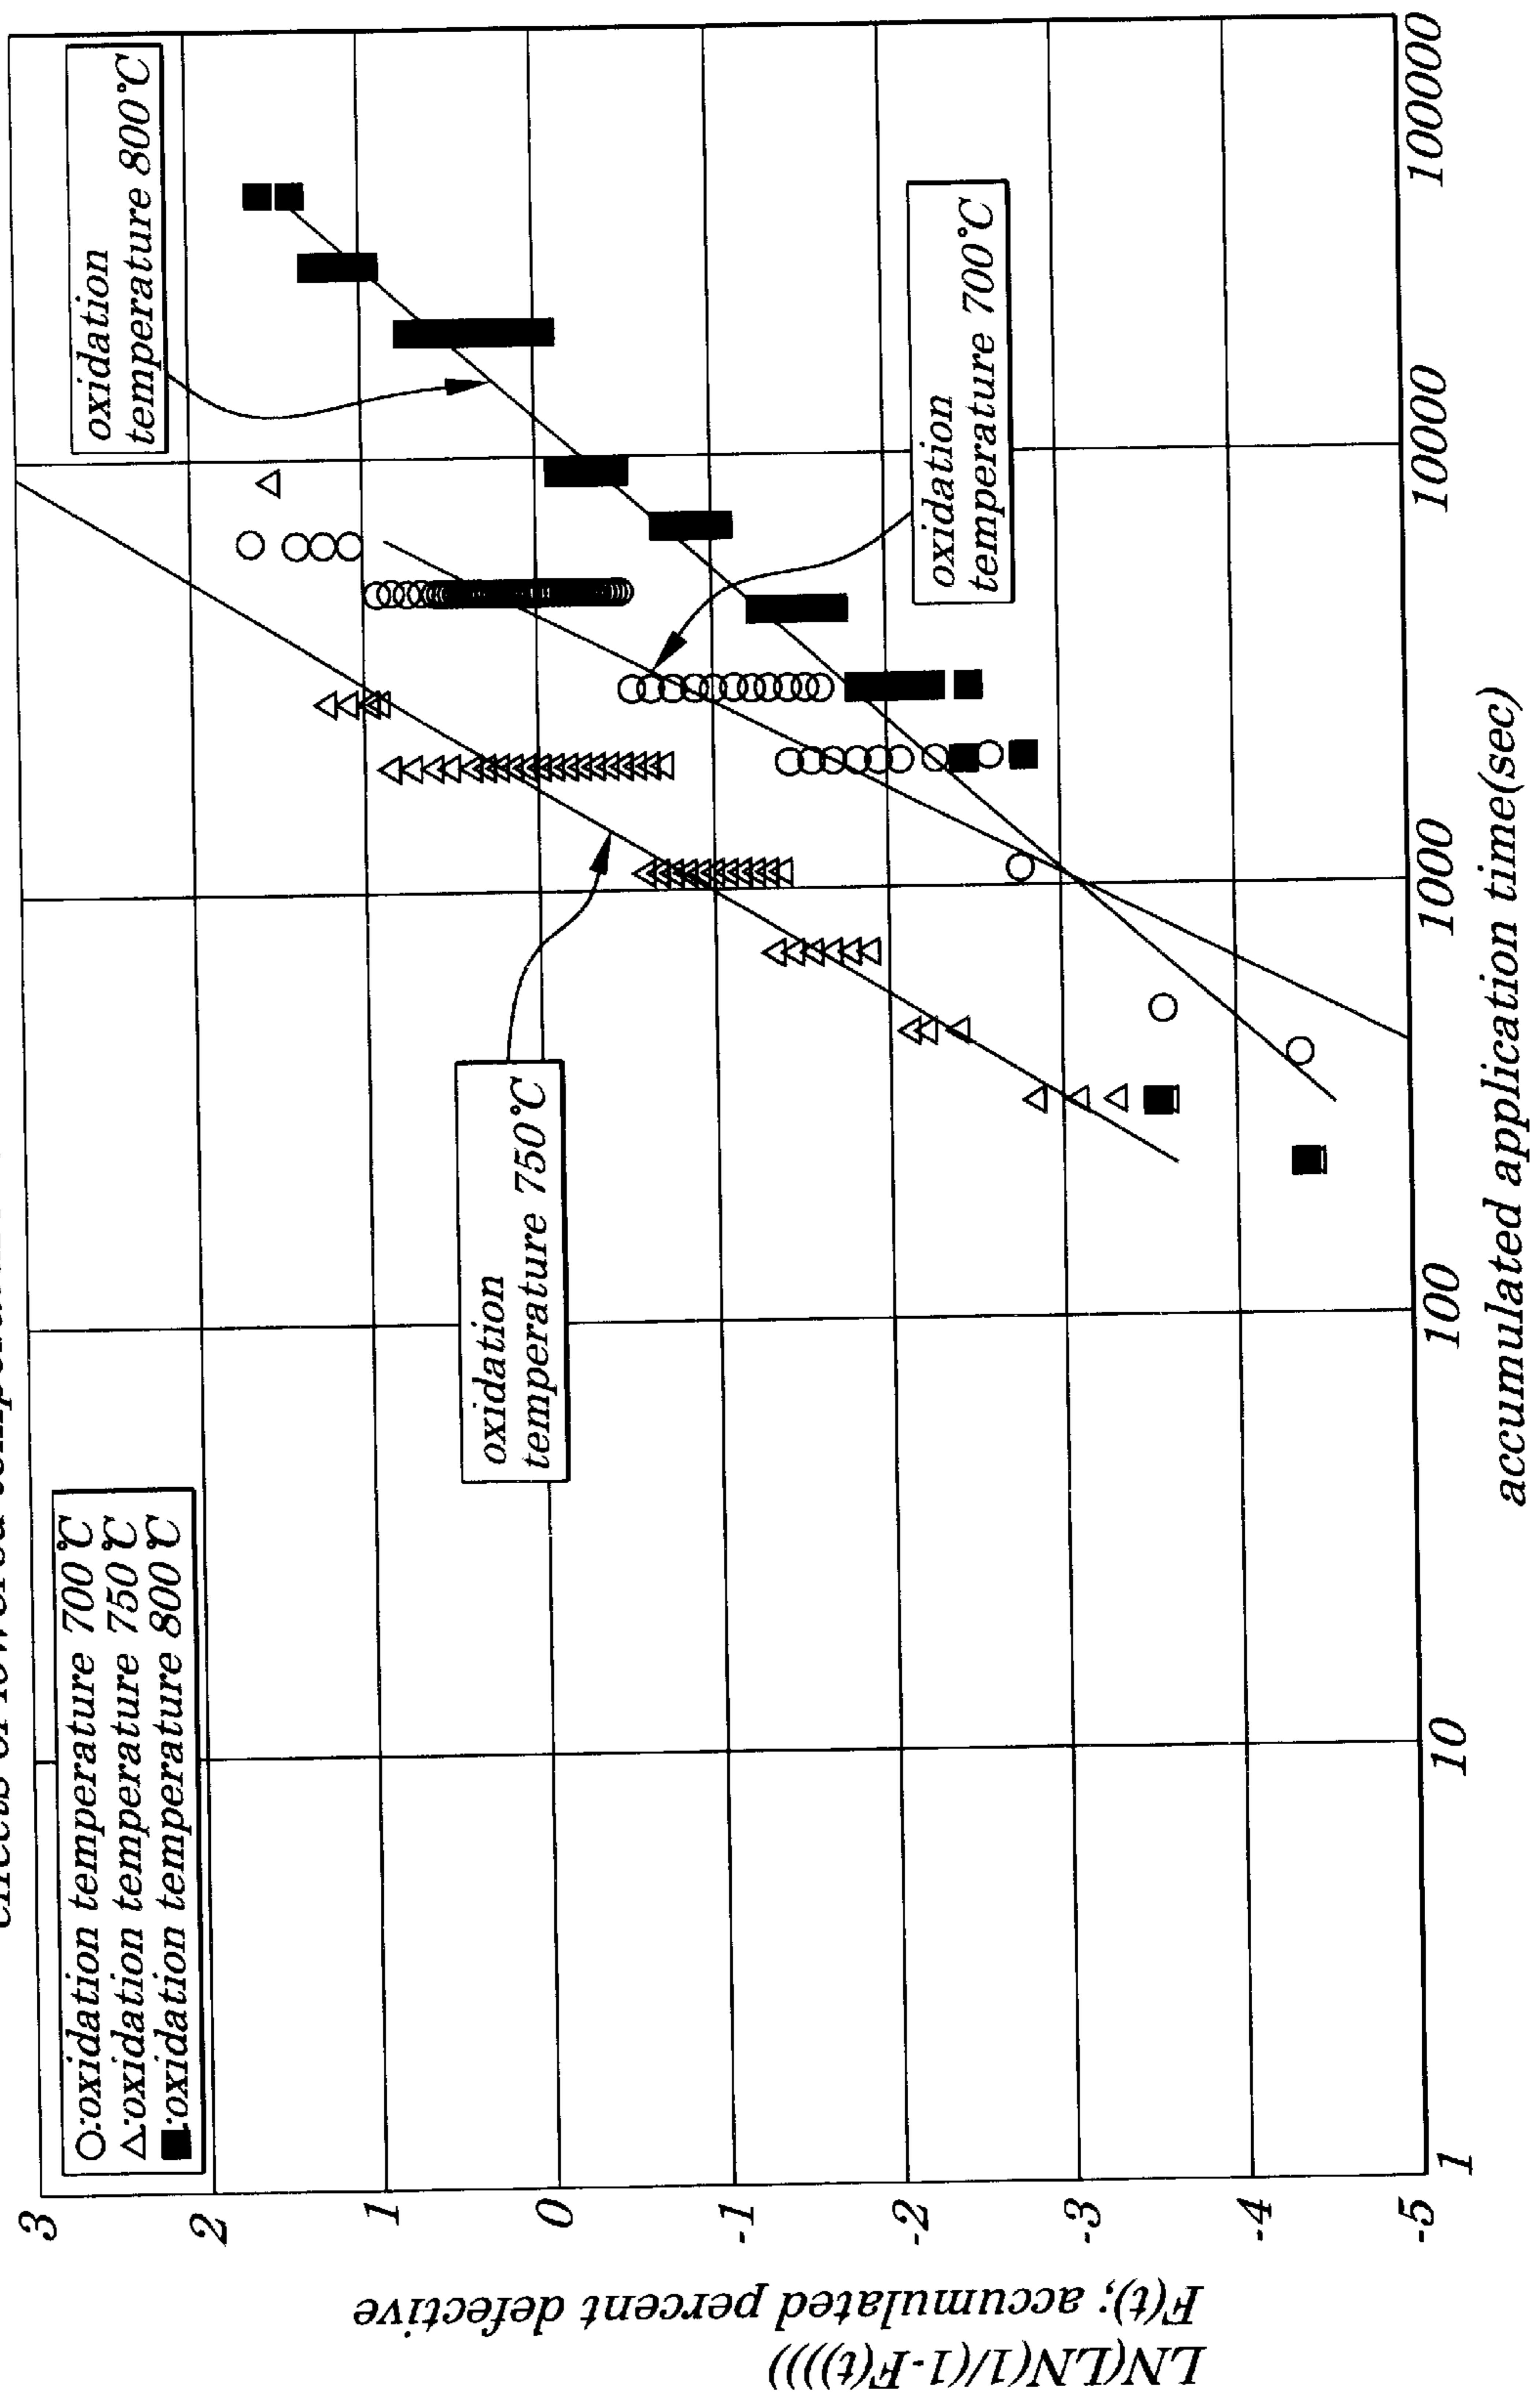 effects of lowered temperature
○:oxidation temperature 700℃
△:oxidation temperature 750℃
■:oxidation temperature 800℃
oxidation
temperature 800℃
oxidation
temperature 750℃
oxidation
temperature 700℃
3
2
1
0
-1
-2
-3
-4
-5
LN(LN(1/(1-F(t))))
F(t); accumulated percent defective
1
10
100
1000
10000
100000
accumulated application time(sec)